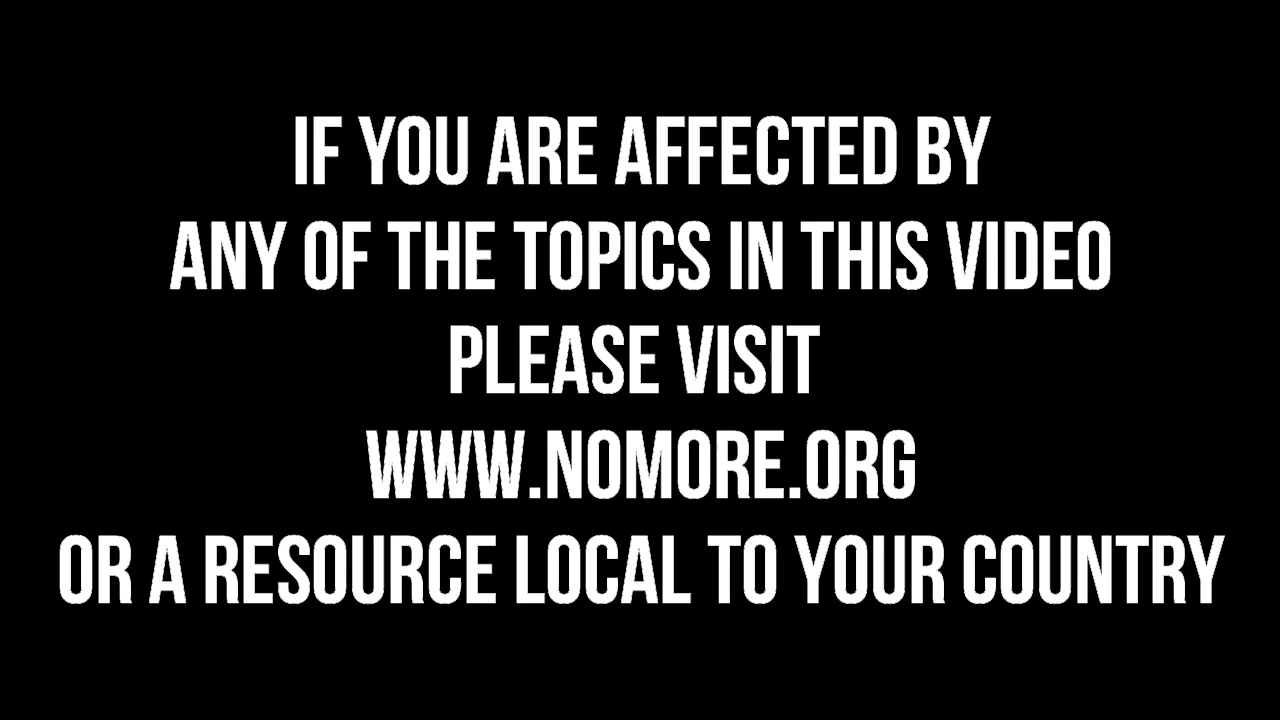 IF YOU ARE AFFECTED BY
ANY OF THE TOPICS IN THIS VIDEO
PLEASE VISIT
WWW.NOMORE.ORG
OR A RESOURCE LOCAL TO YOUR COUNTRY